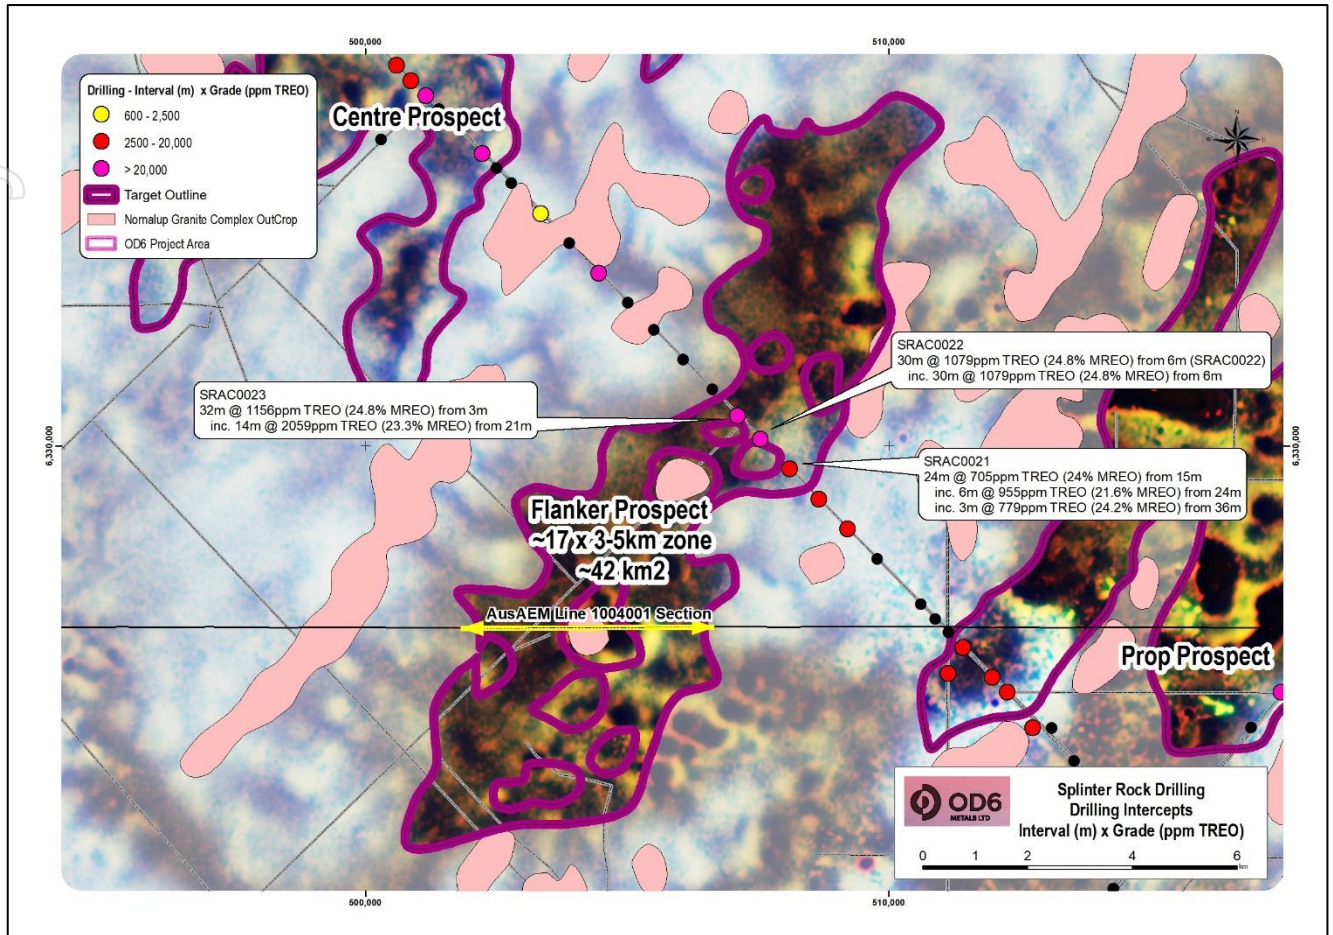 500,000
510,000
Drilling - Interval (m) x Grade (ppm TREO)
600 - 2,500
2500 - 20,000
> 20,000
Target Outline
Nornalup Granite Complex OutCrop
OD6 Project Area
Centre Prospect
SRAC0022
30m @ 1079ppm TREO (24.8% MREO) from 6m (SRAC0022)
inc. 30m @ 1079ppm TREO (24.8% MREO) from 6m
SRAC0023
32m @ 1156ppm TREO (24.8% MREO) from 3m
inc. 14m @ 2059ppm TREO (23.3% MREO) from 21m
6,330,000
6,330,000
SRAC0021
24m @ 705ppm TREO (24% MREO) from 15m
inc. 6m @ 955ppm TREO (21.6% MREO) from 24m
inc. 3m @ 779ppm TREO (24.2% MREO) from 36m
Flanker Prospect
~17 x 3-5km zone
~42 km2
AusAEM Line 1004001 Section
Prop Prospect
OD6
METALS LTD
Splinter Rock Drilling
Drilling Intercepts
Interval (m) x Grade (ppm TREO)
0 1 2 4 6
km
500,000
510,000